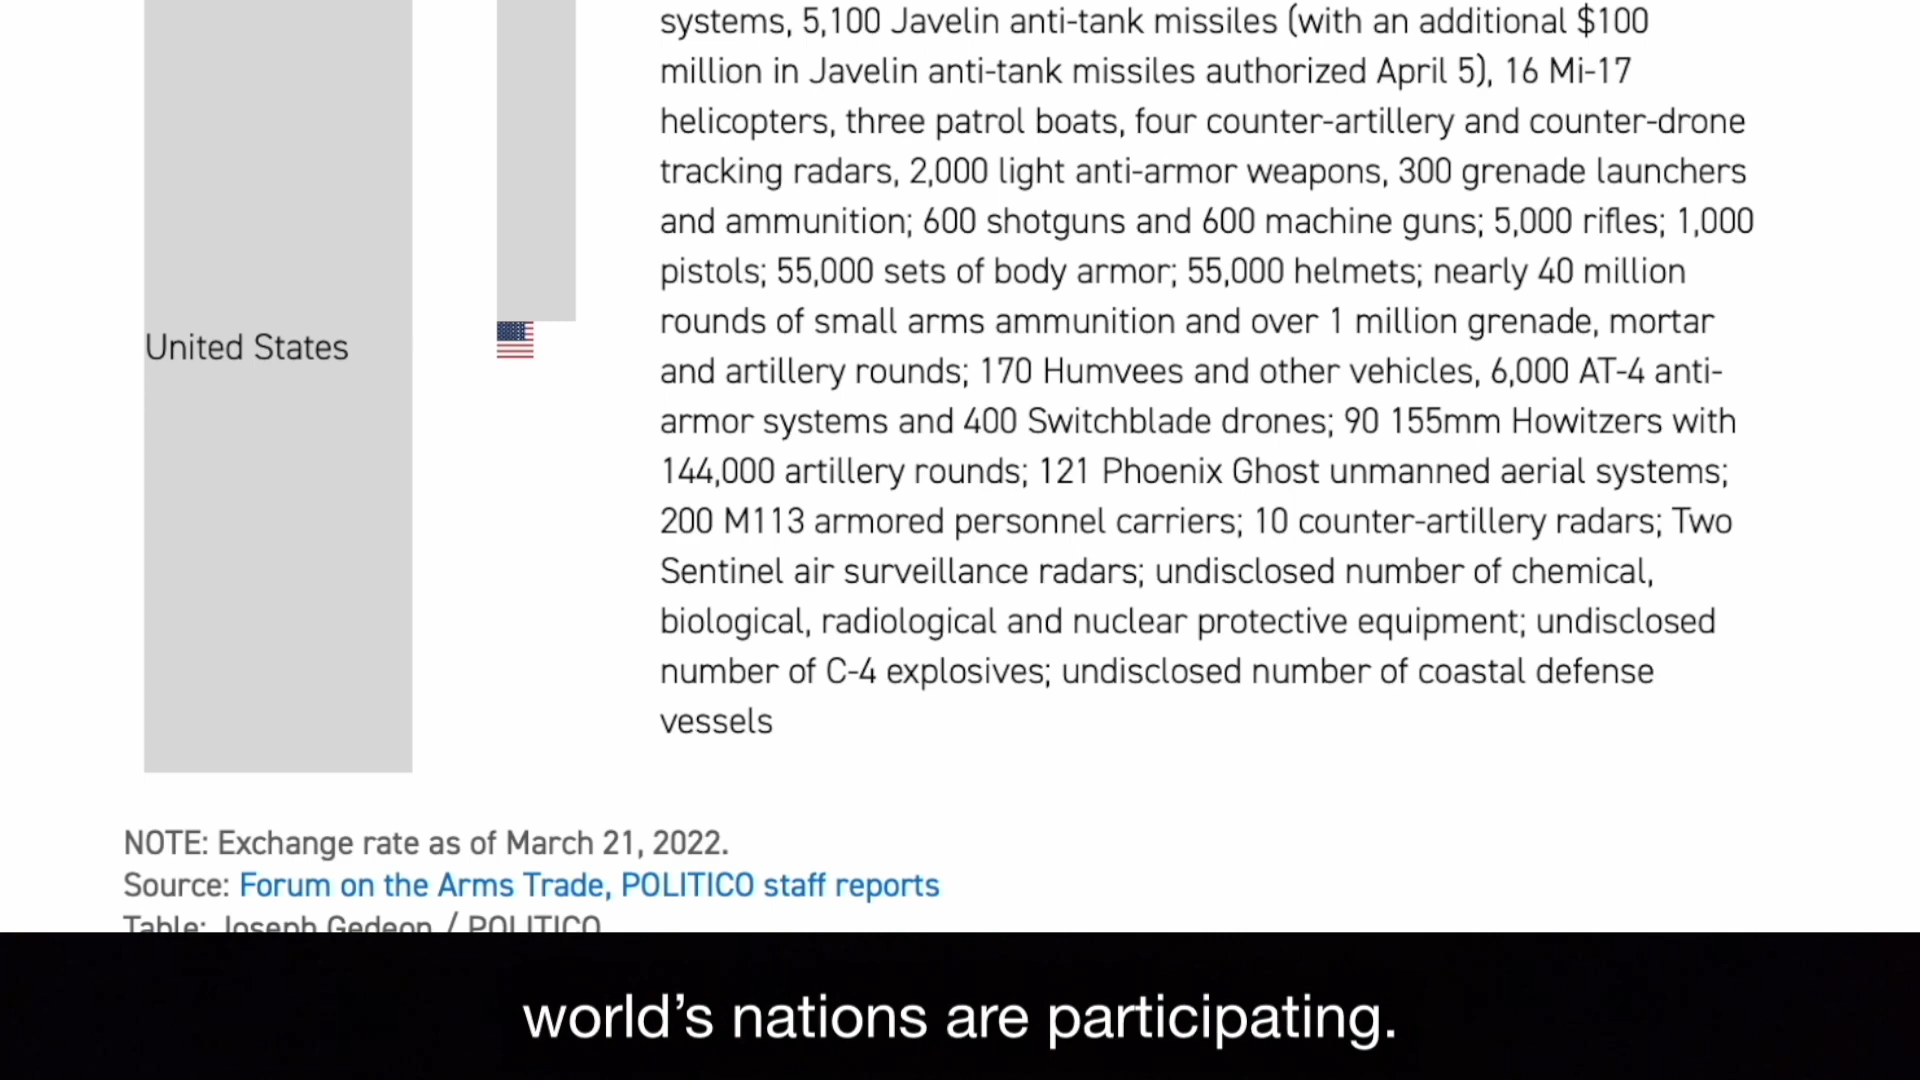 systems, 5,100 Javelin anti-tank missiles (with an additional $100
million in Javelin anti-tank missiles authorized April 5), 16 Mi-17
helicopters, three patrol boats, four counter-artillery and counter-drone
tracking radars, 2,000 light anti-armor weapons, 300 grenade launchers
and ammunition; 600 shotguns and 600 machine guns; 5,000 rifles; 1,000
pistols; 55,000 sets of body armor; 55,000 helmets; nearly 40 million
rounds of small arms ammunition and over 1 million grenade, mortar
United States
and artillery rounds; 170 Humvees and other vehicles, 6,000 AT-4 anti-
armor systems and 400 Switchblade drones; 90 155mm Howitzers with
144,000 artillery rounds; 121 Phoenix Ghost unmanned aerial systems;
200 M113 armored personnel carriers; 10 counter-artillery radars; Two
Sentinel air surveillance radars; undisclosed number of chemical,
biological, radiological and nuclear protective equipment; undisclosed
number of C-4 explosives; undisclosed number of coastal defense
vessels
NOTE: Exchange rate as of March 21, 2022.
Source: Forum on the Arms Trade, POLITICO staff reports
Table: Joseph Gedeon / POLITICO
world's nations are participating.